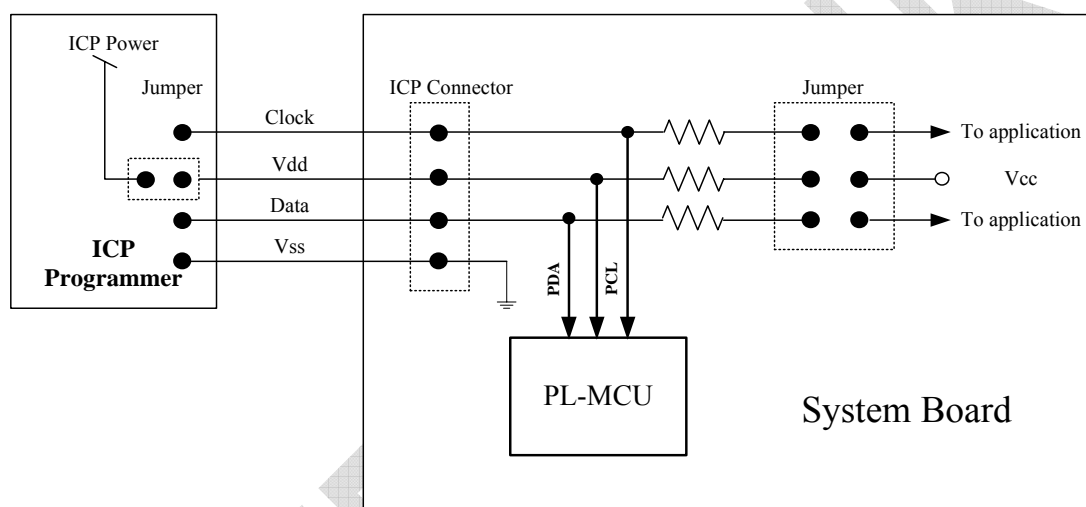 ICP Power
Jumper
ICP Connector
Jumper
Clock
To application
Vdd
Vcc
Data
To application
ICP
Programmer
Vss
PDA
PCL
PL-MCU
System Board